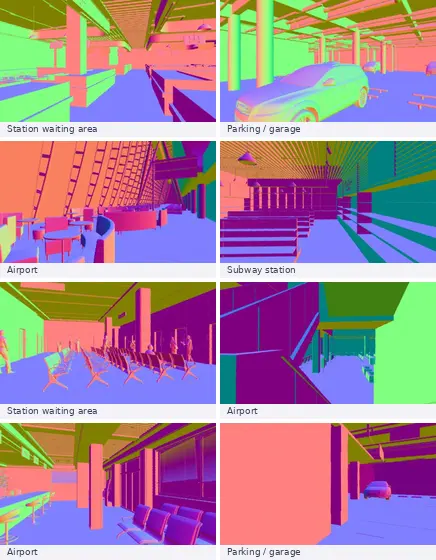 Station waiting area
Parking / garage
Airport
Subway station
Station waiting area
Airport
Airport
Parking / garage